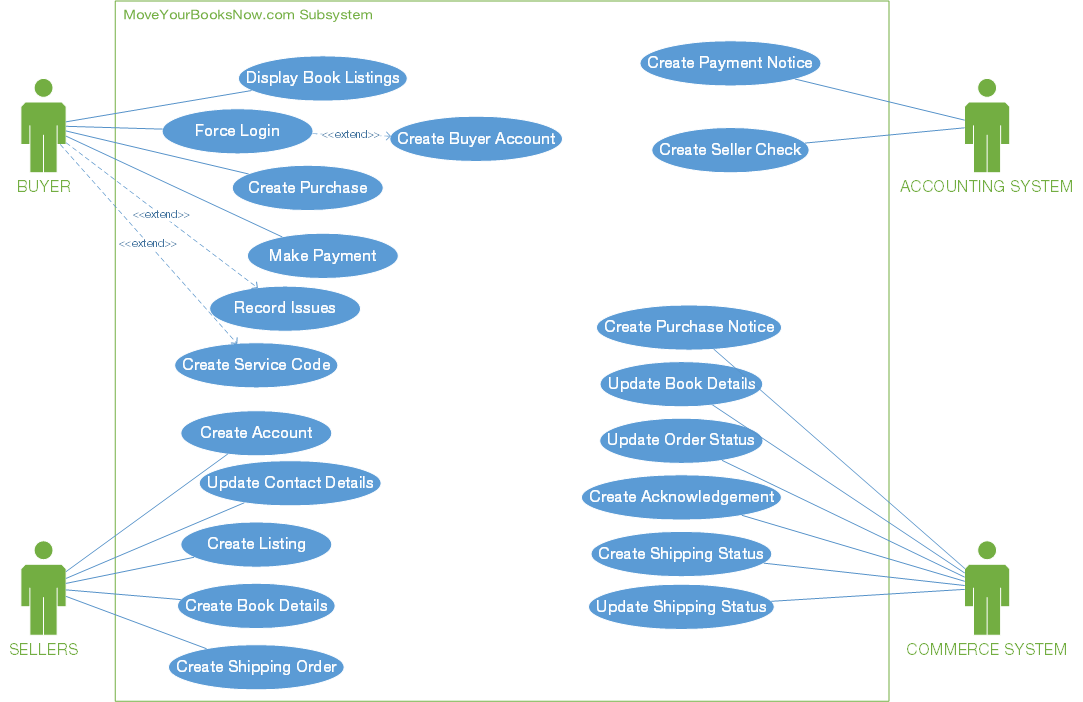 MoveYourBooksNow.com Subsystem
Display Book Listings
Force Login
<<extend>>
Create Buyer Account
Create Purchase
BUYER
<<extend>>
<<extend>>
Make Payment
Record Issues
Create Service Code
Create Payment Notice
Create Seller Check
ACCOUNTING SYSTEM
Create Account
Update Contact Details
Create Listing
Create Book Details
Create Shipping Order
SELLERS
Create Purchase Notice
Update Book Details
Update Order Status
Create Acknowledgement
Create Shipping Status
Update Shipping Status
COMMERCE SYSTEM